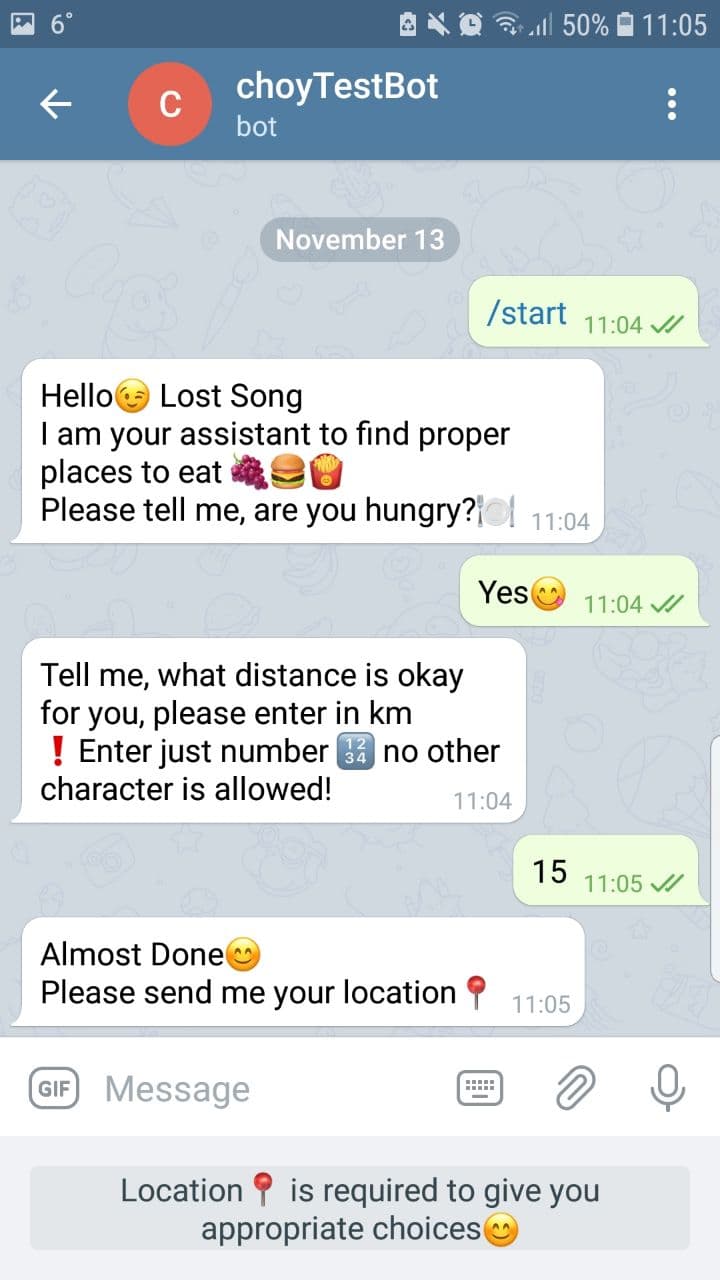 6° 50% 11:05
C choyTestBot
bot
November 13
/start 11:04
Hello😉 Lost Song
I am your assistant to find proper
places to eat 🍇🍔🍟
Please tell me, are you hungry?🍽 11:04
Yes😋 11:04
Tell me, what distance is okay
for you, please enter in km
❗Enter just number 🔢 no other
character is allowed! 11:04
15 11:05
Almost Done😊
Please send me your location📍 11:05
GIF Message
Location📍 is required to give you
appropriate choices😊